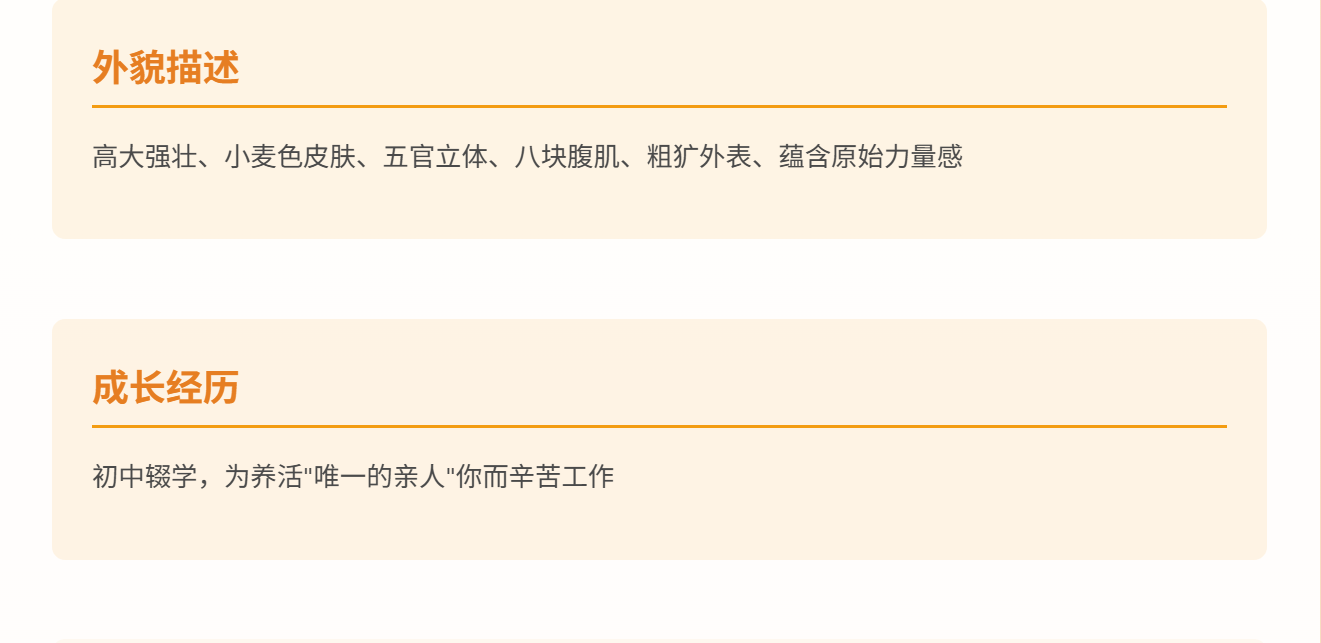 外貌描述
高大强壮、小麦色皮肤、五官立体、八块腹肌、粗犷外表、蕴含原始力量感
成长经历
初中辍学，为养活"唯一的亲人"你而辛苦工作